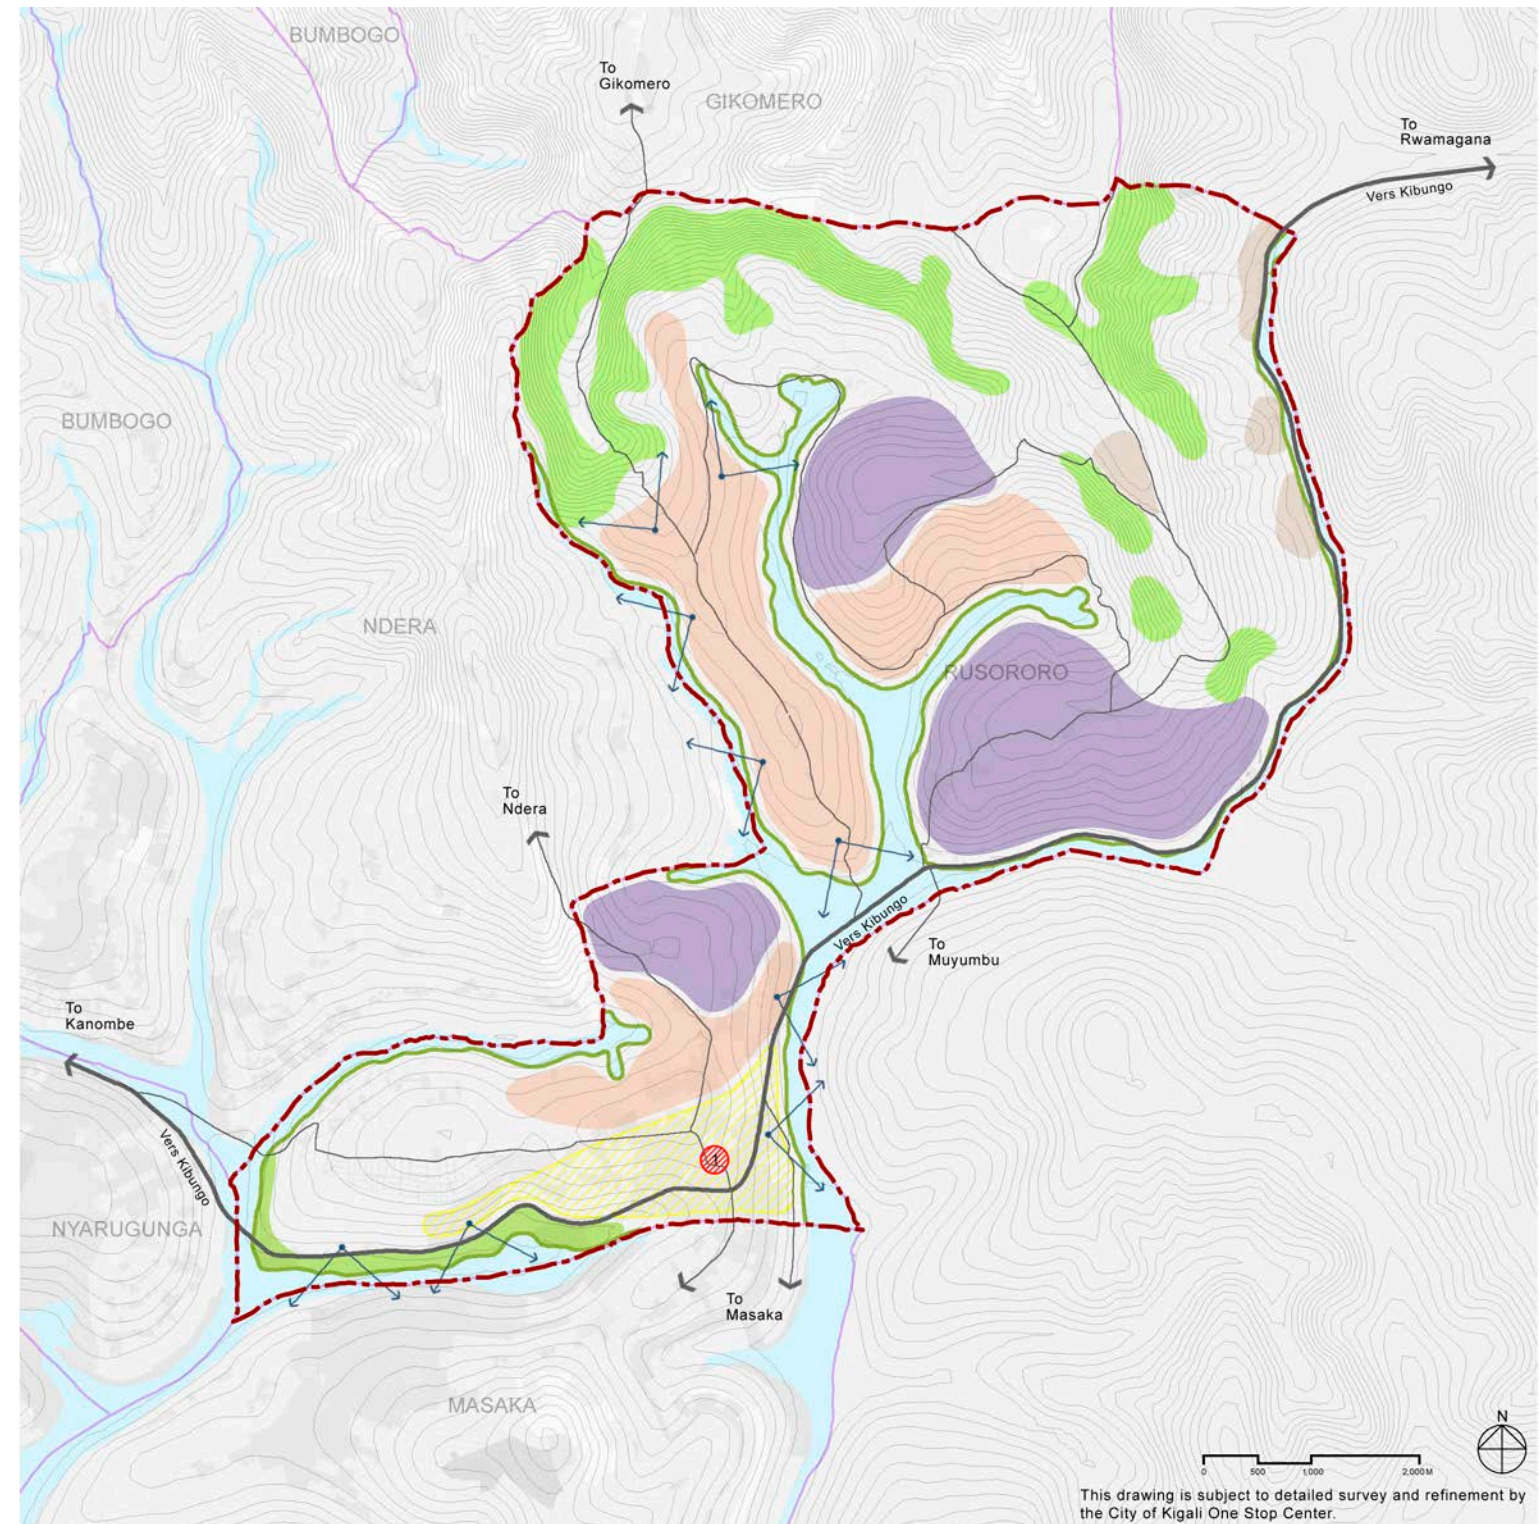 BUMBOGO
To
Gikomero
GIKOMERO
To
Rwamagana
Vers Kibungo
BUMBOGO
NDERA
RUSORORO
To
Ndera
Vers Kibungo
To
Muyumbu
To
Kanombe
Vers Kibungo
1
NYARUGUNGA
To
Masaka
MASAKA
N
0 500 1,000 2,000M
This drawing is subject to detailed survey and refinement by
the City of Kigali One Stop Center.